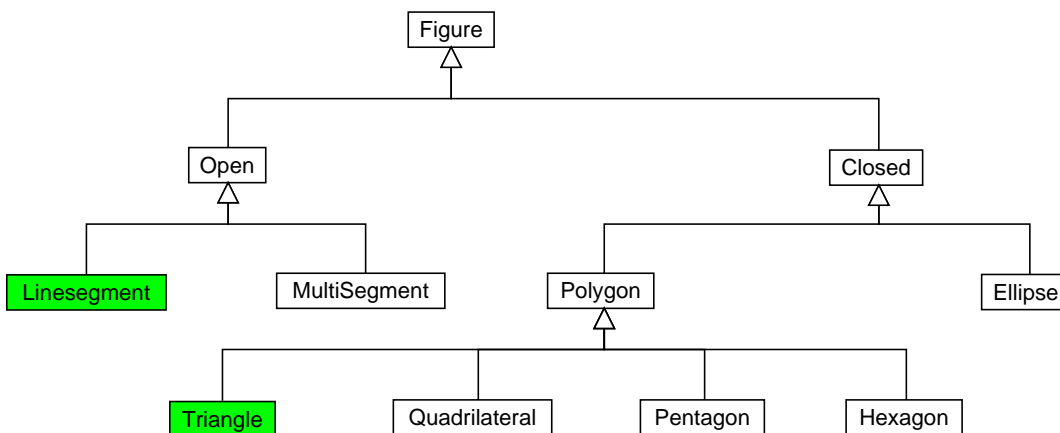 Figure
Open
Closed
Linesegment
MultiSegment
Polygon
Ellipse
Triangle
Quadrilateral
Pentagon
Hexagon